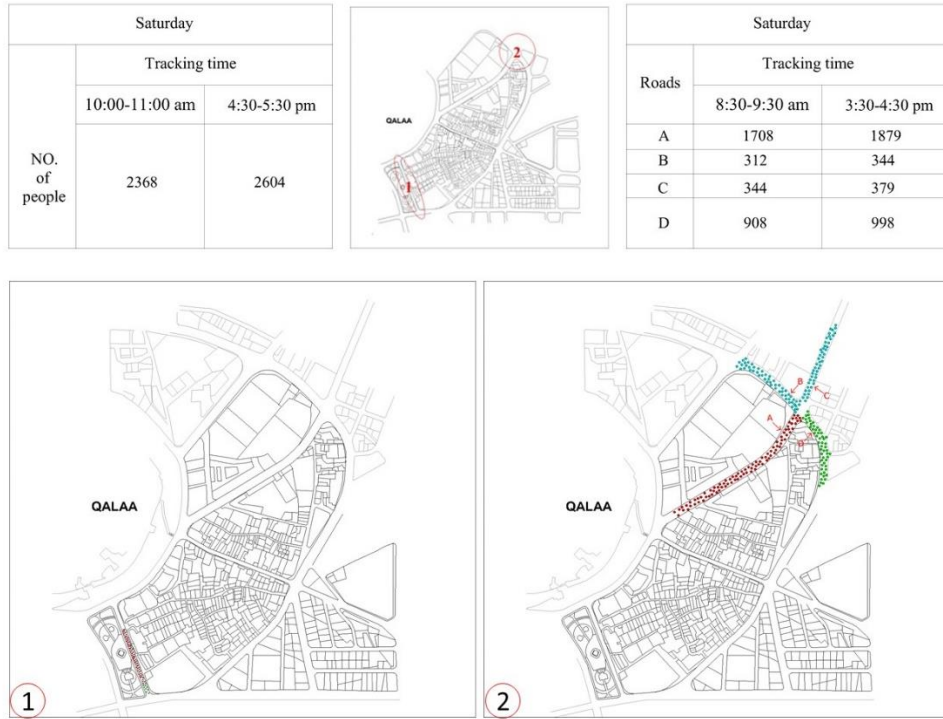 Saturday
Tracking time
10:00-11:00 am 4:30-5:30 pm
NO.
of
people
2368 2604
2
QALAA
1
Saturday
Roads
Tracking time
8:30-9:30 am 3:30-4:30 pm
A 1708 1879
B 312 344
C 344 379
D 908 998
QALAA
1
B
C
A
D
QALAA
2